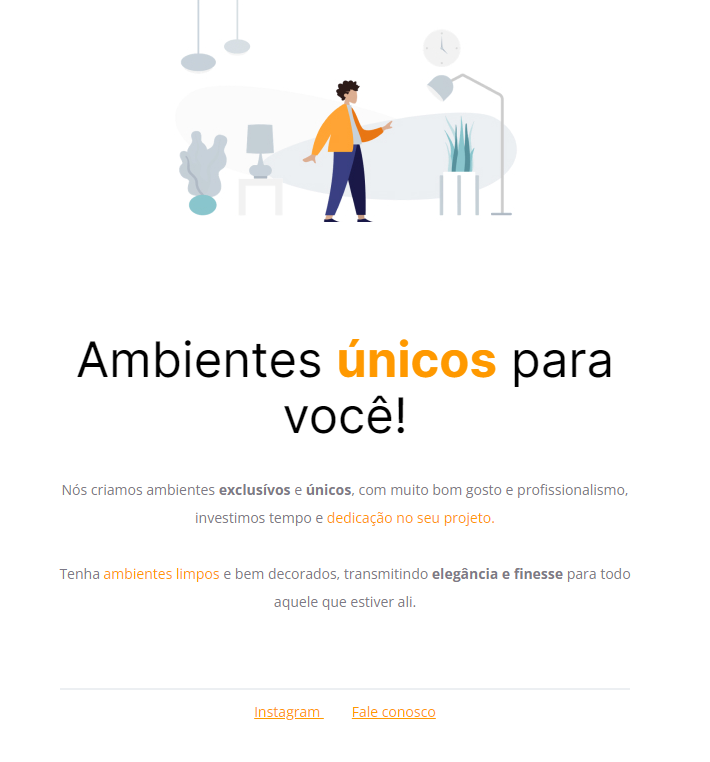 Ambientes únicos para
você!
Nós criamos ambientes exclusívos e únicos, com muito bom gosto e profissionalismo,
investimos tempo e dedicação no seu projeto.
Tenha ambientes limpos e bem decorados, transmitindo elegância e finesse para todo
aquele que estiver ali.
Instagram Fale conosco